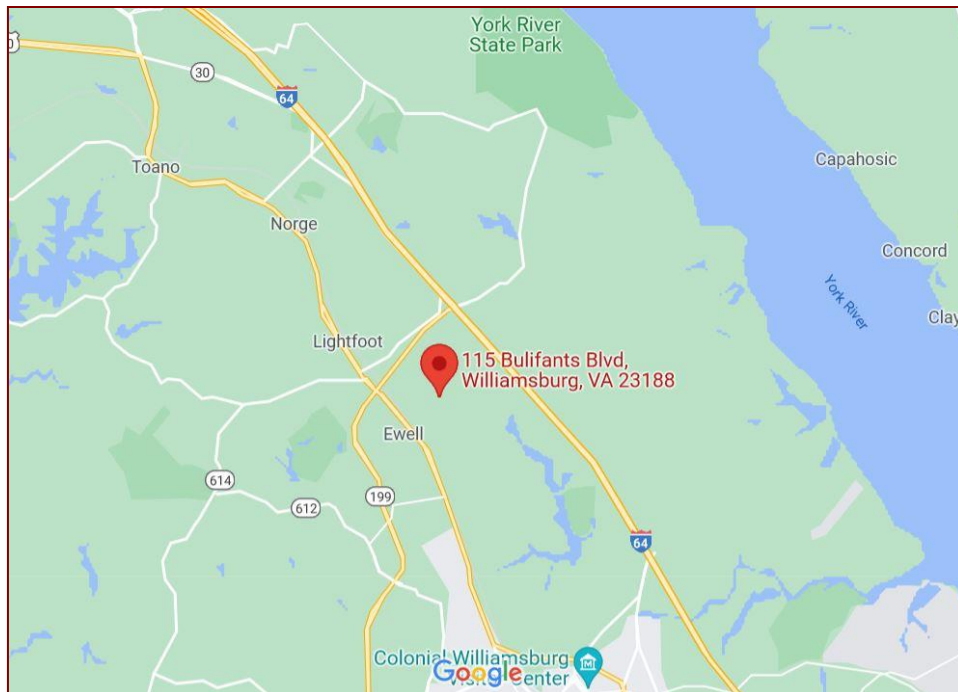 York River
State Park
0
30
64
Toano
Capahosic
Norge
Concord
York River
Clay
Lightfoot
115 Bulifants Blvd,
Williamsburg, VA 23188
Ewell
614
612
199
64
Colonial Williamsburg
Google
Center